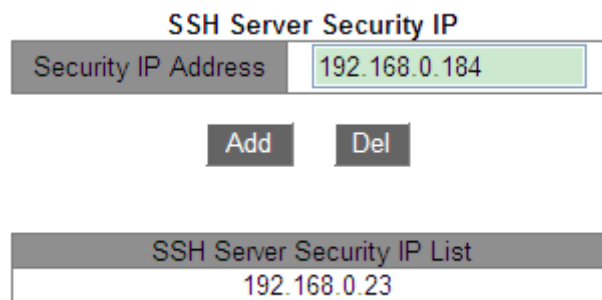 SSH Server Security IP
Security IP Address 192.168.0.184
Add Del
SSH Server Security IP List
192.168.0.23